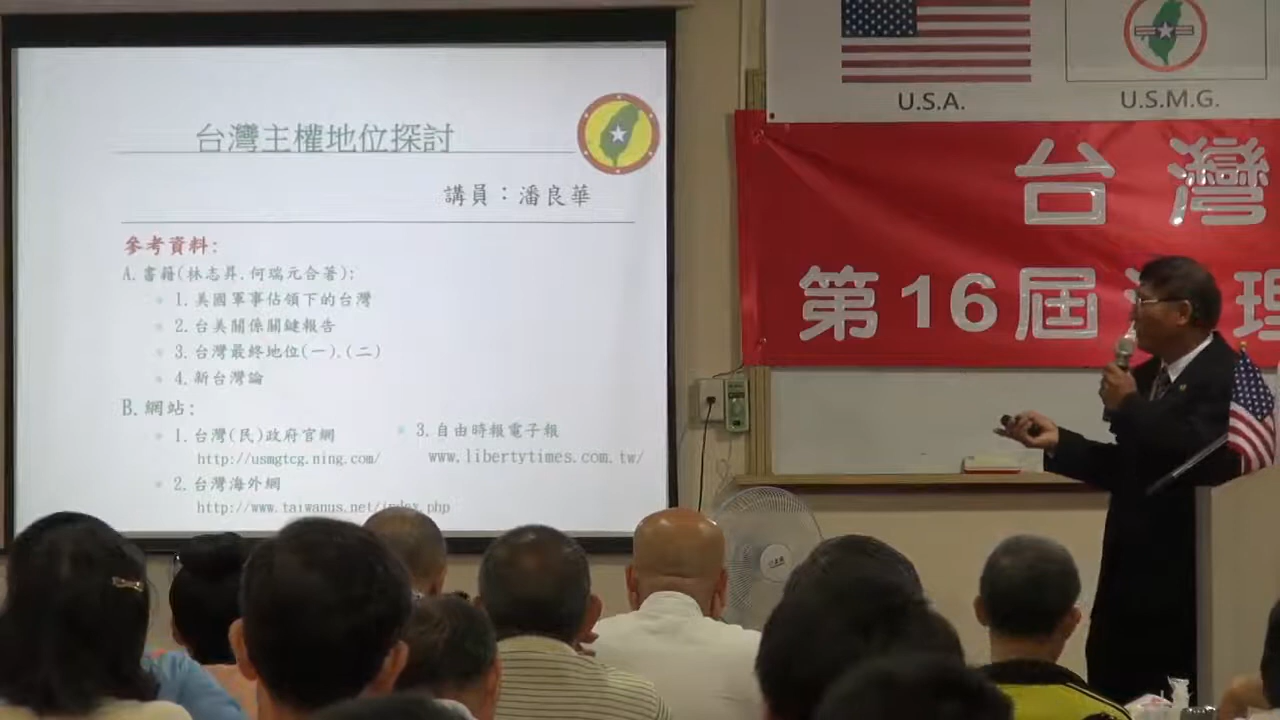 台灣主權地位探討
講員：潘良華
參考資料:
A.書籍(林志昇.何瑞元合著):
1.美國軍事佔領下的台灣
2.台美關係關鍵報告
3.台灣最終地位(一).(二)
4.新台灣論
B.網站:
1.台灣(民)政府官網
http://usmgtcg.ning.com/
2.台灣海外網
http://www.taiwanus.net/index.php
3.自由時報電子報
www.libertytimes.com.tw/
U.S.A.
U.S.M.G.
台灣
第16屆 理